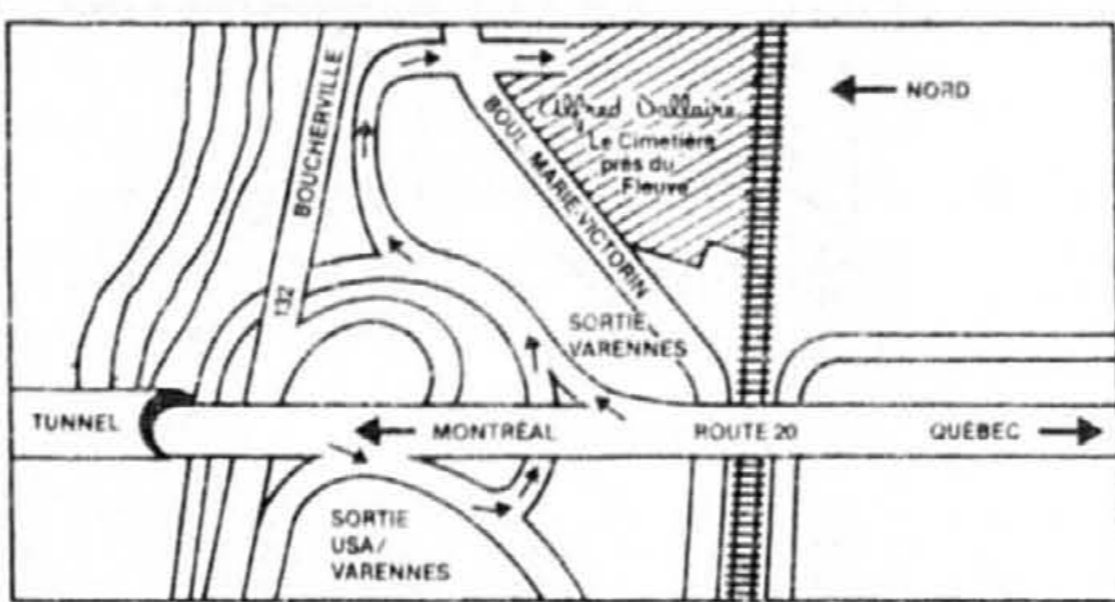 NORD
BOUCHERVILLE
132
Alfred Dallaire
Le Cimetière
près du
Fleuve
BOUL. MARIE-VICTORIN
SORTIE
VARENNES
TUNNEL
MONTRÉAL
ROUTE 20
QUÉBEC
SORTIE
USA/
VARENNES